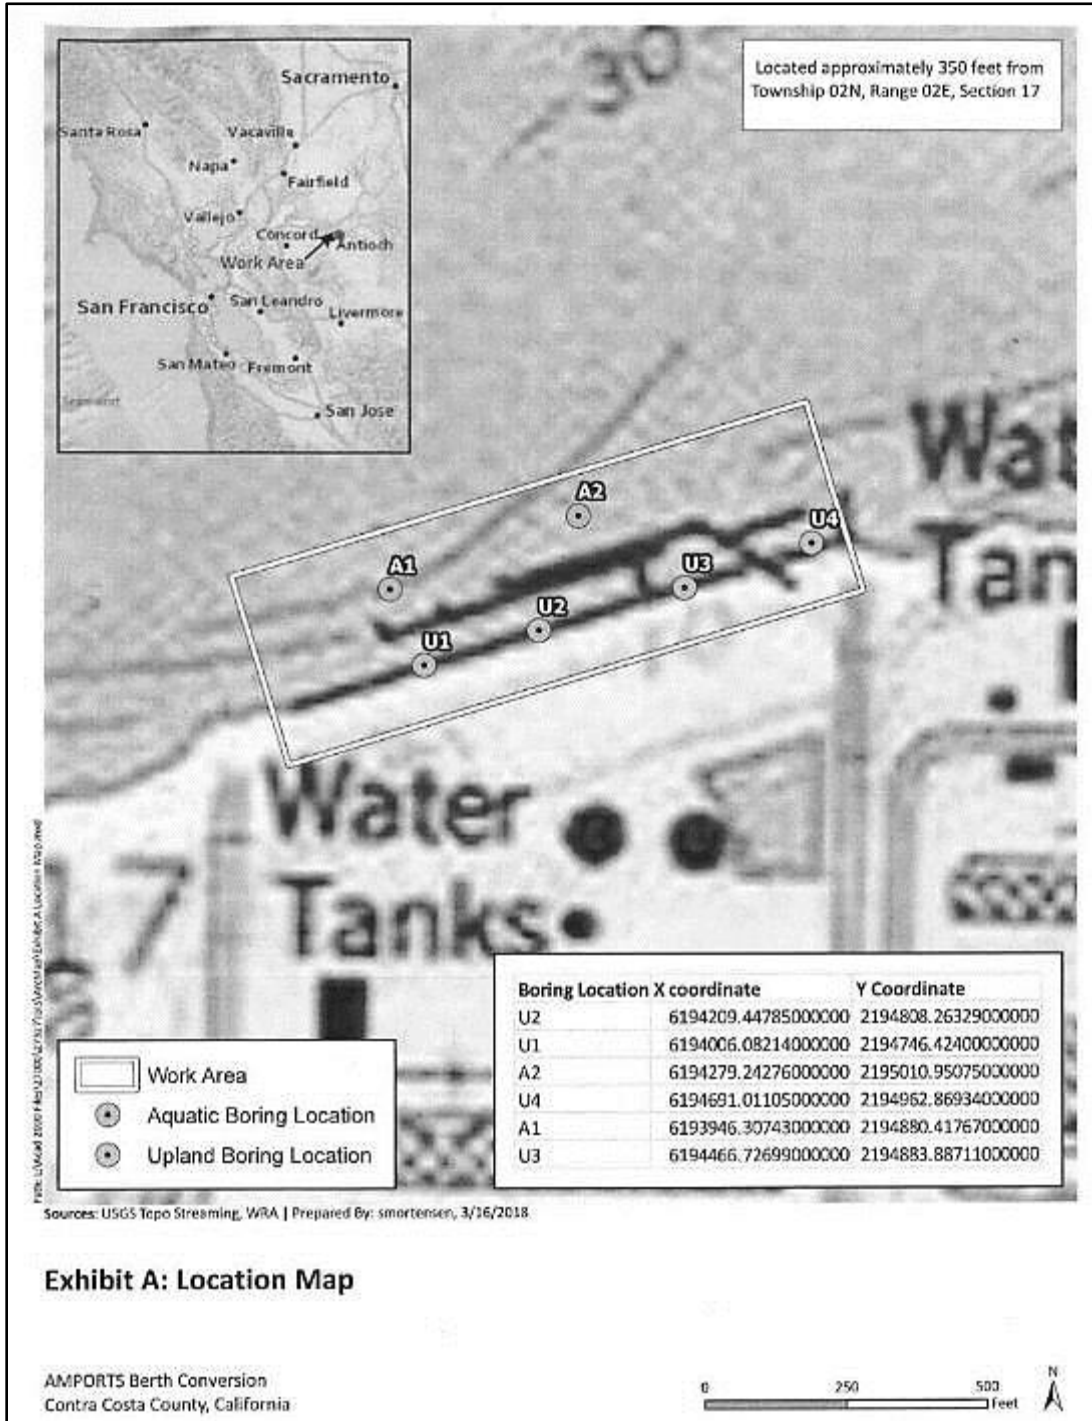 30
Located approximately 350 feet from
Township 02N, Range 02E, Section 17
Sacramento
Santa Rosa
Vacaville
Napa
Fairfield
Vallejo
Concord
Antioch
Work Area
San Francisco
San Leandro
Livermore
San Mateo
Fremont
San Jose
Wat
Tan
A2
U4
A1
U3
U2
U1
Water
Tanks
17
Boring Location X coordinate Y Coordinate
U2 6194209.44785000000 2194808.26329000000
U1 6194006.08214000000 2194746.42400000000
A2 6194279.24276000000 2195010.95075000000
U4 6194691.01105000000 2194962.86934000000
A1 6193946.30743000000 2194880.41767000000
U3 6194466.72699000000 2194883.88711000000
Work Area
Aquatic Boring Location
Upland Boring Location
Sources: USGS Topo Streaming, WRA | Prepared By: smortensen, 3/16/2018
Exhibit A: Location Map
AMPORTS Berth Conversion
Contra Costa County, California
0 250 500
Feet
N